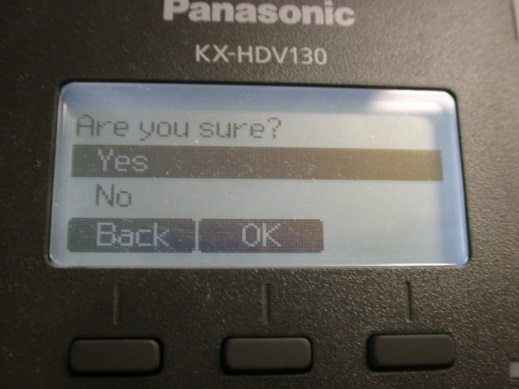 Panasonic
KX-HDV130
Are you sure?
Yes
No
Back OK